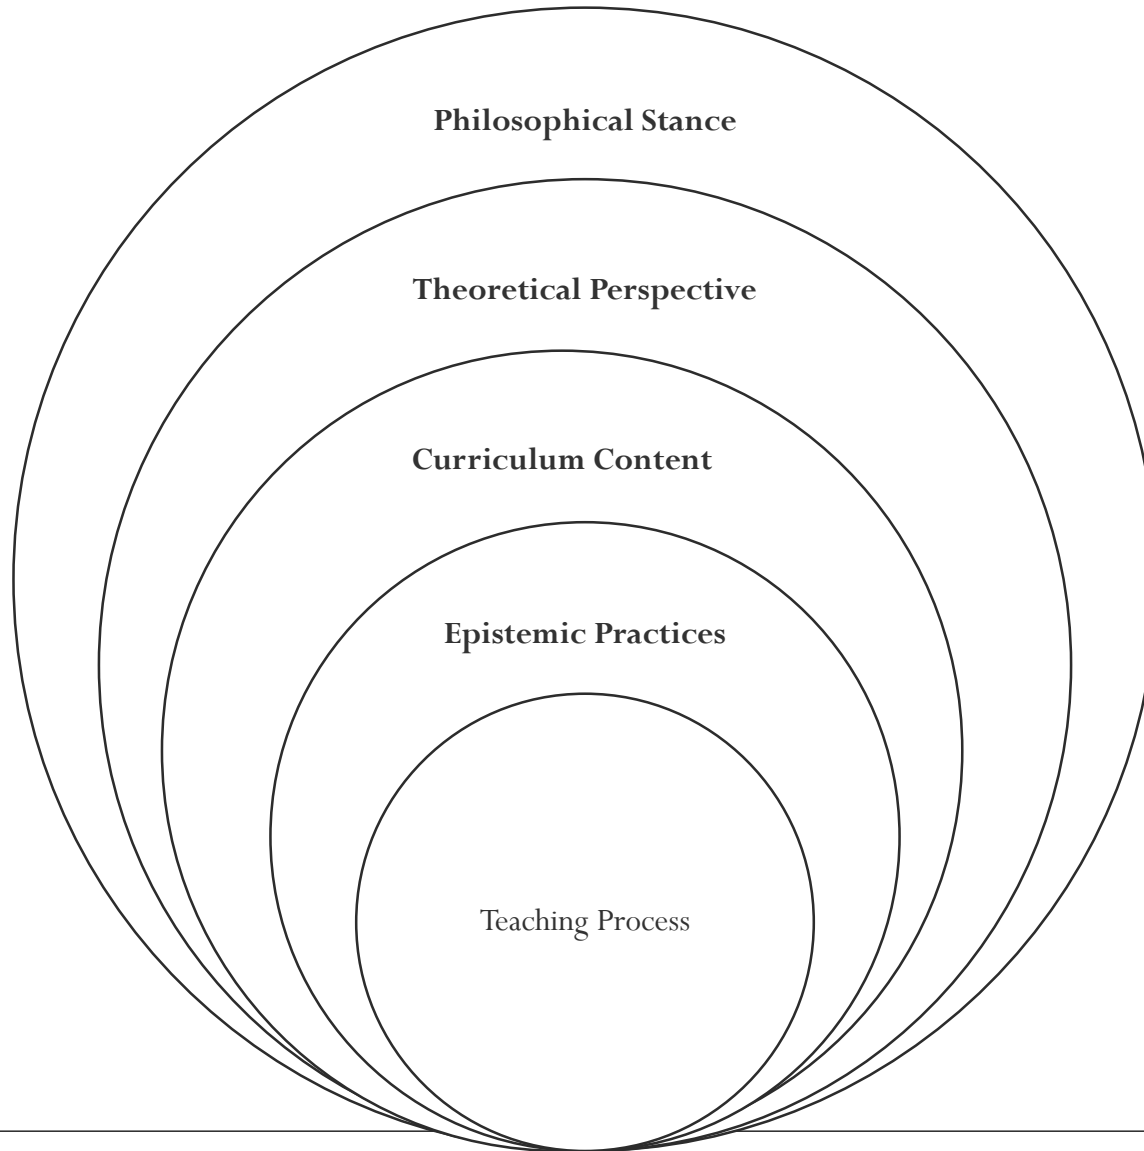 Philosophical Stance
Theoretical Perspective
Curriculum Content
Epistemic Practices
Teaching Process